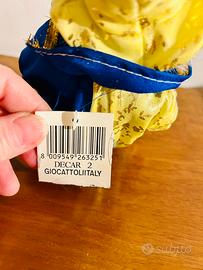 8 009549 263251
DECAR 2
GIOCATTOLIITALY
subito